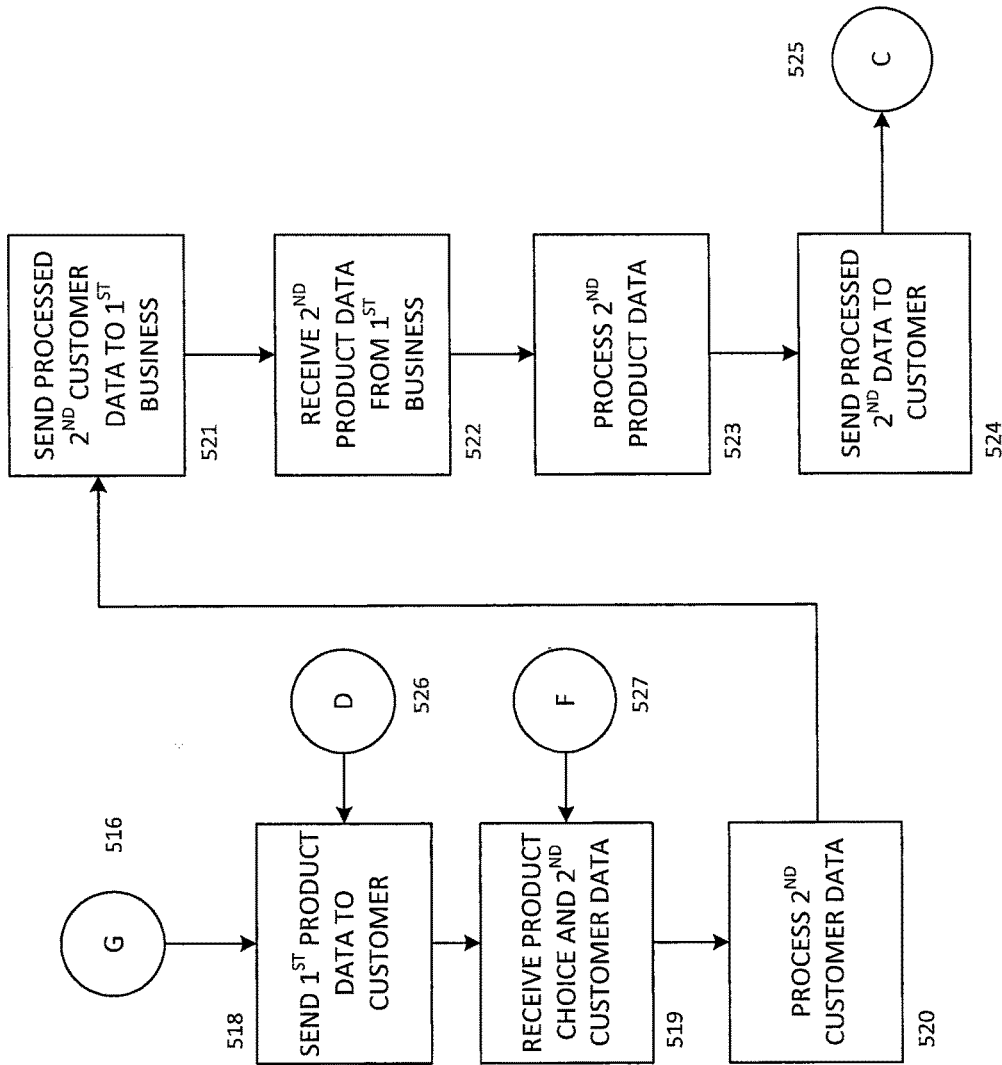 G
516
SEND 1ST PRODUCT
DATA TO
CUSTOMER
518
D
526
RECEIVE PRODUCT
CHOICE AND 2ND
CUSTOMER DATA
519
F
527
PROCESS 2ND
CUSTOMER DATA
520
SEND PROCESSED
2ND CUSTOMER
DATA TO 1ST
BUSINESS
521
RECEIVE 2ND
PRODUCT DATA
FROM 1ST
BUSINESS
522
PROCESS 2ND
PRODUCT DATA
523
SEND PROCESSED
2ND DATA TO
CUSTOMER
524
525
C